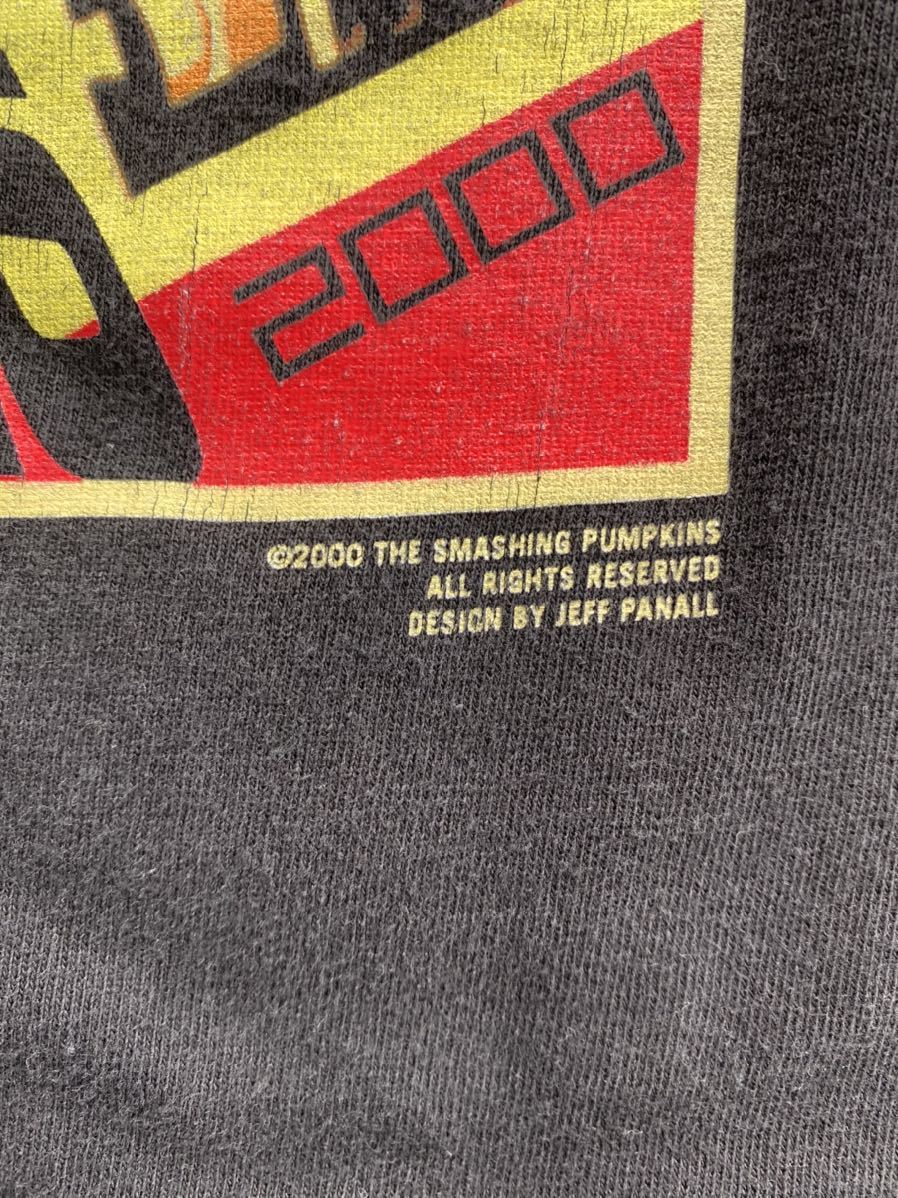 2000
©2000 THE SMASHING PUMPKINS
ALL RIGHTS RESERVED
DESIGN BY JEFF PANALL